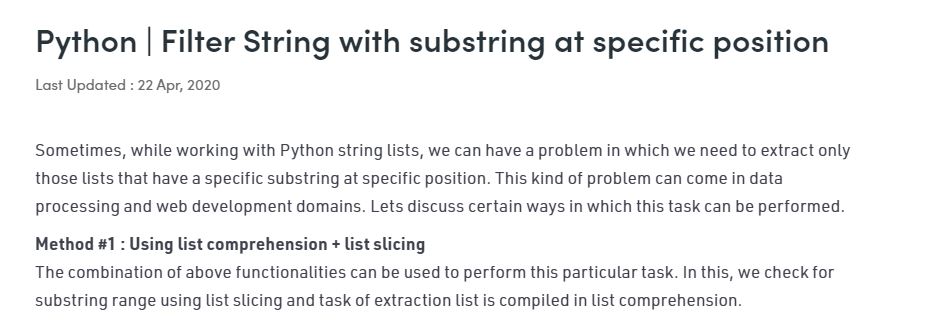 Python | Filter String with substring at specific position
Last Updated : 22 Apr, 2020
Sometimes, while working with Python string lists, we can have a problem in which we need to extract only
those lists that have a specific substring at specific position. This kind of problem can come in data
processing and web development domains. Lets discuss certain ways in which this task can be performed.
Method #1 : Using list comprehension + list slicing
The combination of above functionalities can be used to perform this particular task. In this, we check for
substring range using list slicing and task of extraction list is compiled in list comprehension.